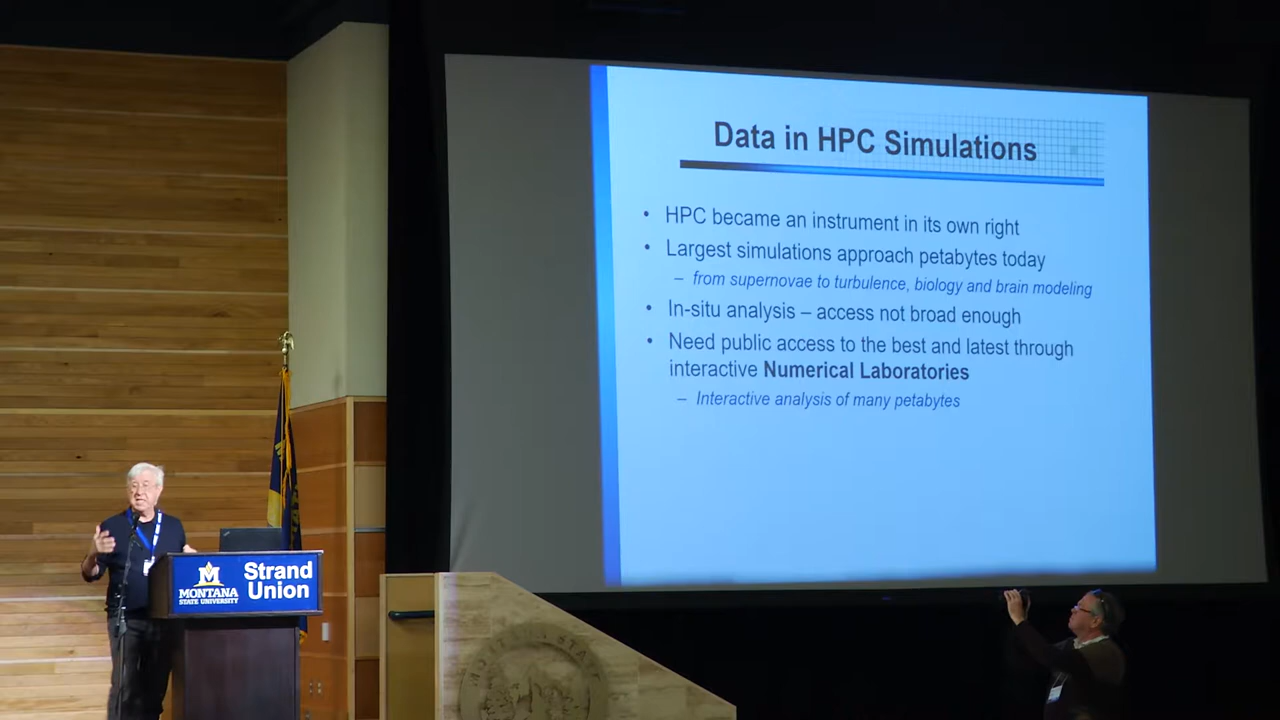 Data in HPC Simulations
• HPC became an instrument in its own right
• Largest simulations approach petabytes today
– from supernovae to turbulence, biology and brain modeling
• In-situ analysis – access not broad enough
• Need public access to the best and latest through
interactive Numerical Laboratories
– Interactive analysis of many petabytes
MONTANA
STATE UNIVERSITY
Strand
Union